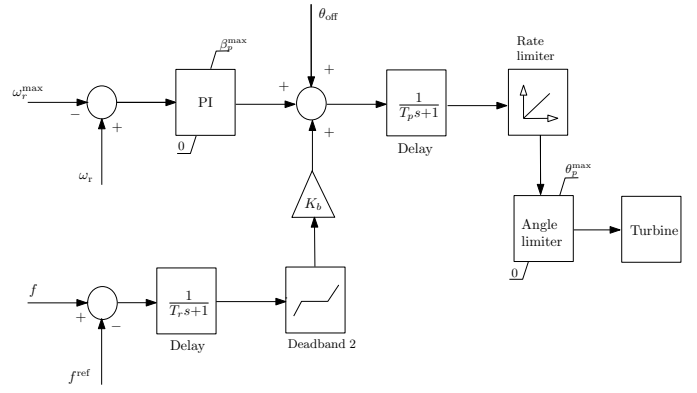 θ_off
β_p^max
Rate
limiter
ω_r^max
+
+
PI
1
T_p s+1
−
+
+
0
Delay
ω_r
θ_p^max
K_b
Angle
limiter
Turbine
0
f
1
T_r s+1
+
−
Deadband 2
Delay
f^ref